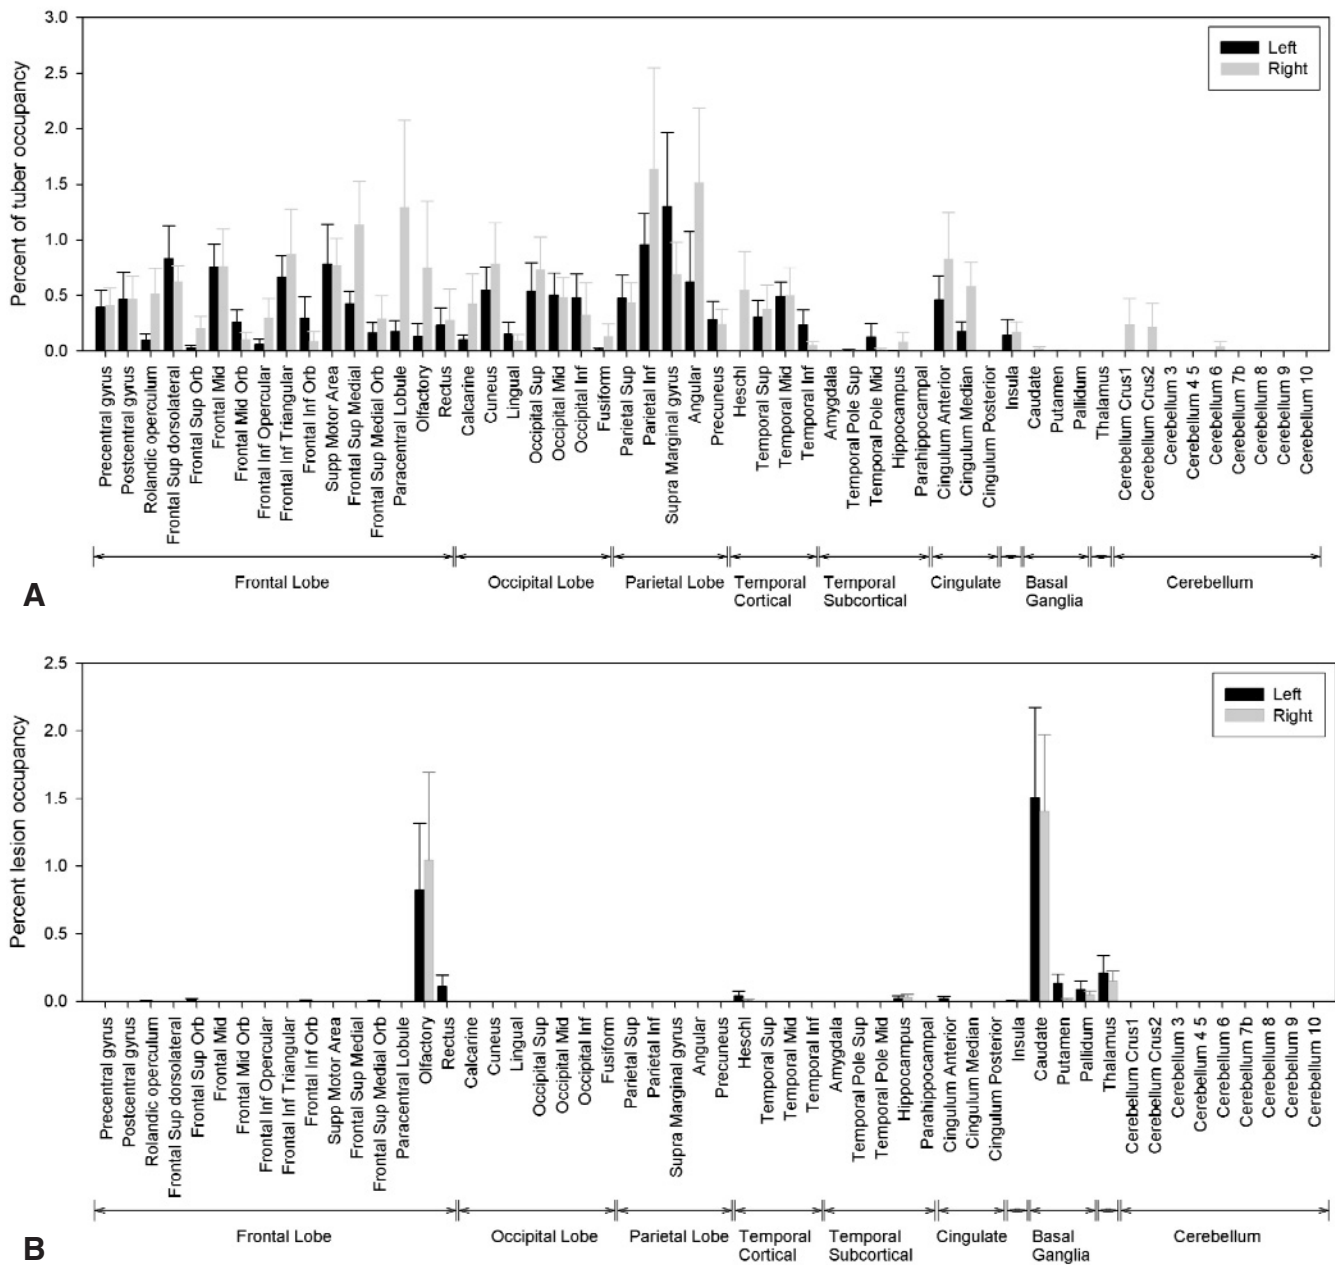 3.0
2.5
2.0
1.5
1.0
0.5
0.0
Percent of tuber occupancy
Left
Right
Precentral gyrus
Postcentral gyrus
Rolandic operculum
Frontal Sup dorsolateral
Frontal Sup Orb
Frontal Mid
Frontal Mid Orb
Frontal Inf Opercular
Frontal Inf Triangular
Frontal Inf Orb
Supp Motor Area
Frontal Sup Medial
Frontal Sup Medial Orb
Paracentral Lobule
Olfactory
Rectus
Calcarine
Cuneus
Lingual
Occipital Sup
Occipital Mid
Occipital Inf
Fusiform
Parietal Sup
Parietal Inf
Supra Marginal gyrus
Angular
Precuneus
Heschl
Temporal Sup
Temporal Mid
Temporal Inf
Amygdala
Temporal Pole Sup
Temporal Pole Mid
Hippocampus
Parahippocampal
Cingulum Anterior
Cingulum Median
Cingulum Posterior
Insula
Caudate
Putamen
Pallidum
Thalamus
Cerebellum Crus1
Cerebellum Crus2
Cerebellum 3
Cerebellum 4 5
Cerebellum 6
Cerebellum 7b
Cerebellum 8
Cerebellum 9
Cerebellum 10
Frontal Lobe
Occipital Lobe
Parietal Lobe
Temporal
Cortical
Temporal
Subcortical
Cingulate
Basal
Ganglia
Cerebellum
A
2.5
2.0
1.5
1.0
0.5
0.0
Percent lesion occupancy
Left
Right
Precentral gyrus
Postcentral gyrus
Rolandic operculum
Frontal Sup dorsolateral
Frontal Sup Orb
Frontal Mid
Frontal Mid Orb
Frontal Inf Opercular
Frontal Inf Triangular
Frontal Inf Orb
Supp Motor Area
Frontal Sup Medial
Frontal Sup Medial Orb
Paracentral Lobule
Olfactory
Rectus
Calcarine
Cuneus
Lingual
Occipital Sup
Occipital Mid
Occipital Inf
Fusiform
Parietal Sup
Parietal Inf
Supra Marginal gyrus
Angular
Precuneus
Heschl
Temporal Sup
Temporal Mid
Temporal Inf
Amygdala
Temporal Pole Sup
Temporal Pole Mid
Hippocampus
Parahippocampal
Cingulum Anterior
Cingulum Median
Cingulum Posterior
Insula
Caudate
Putamen
Pallidum
Thalamus
Cerebellum Crus1
Cerebellum Crus2
Cerebellum 3
Cerebellum 4 5
Cerebellum 6
Cerebellum 7b
Cerebellum 8
Cerebellum 9
Cerebellum 10
Frontal Lobe
Occipital Lobe
Parietal Lobe
Temporal
Cortical
Temporal
Subcortical
Cingulate
Basal
Ganglia
Cerebellum
B